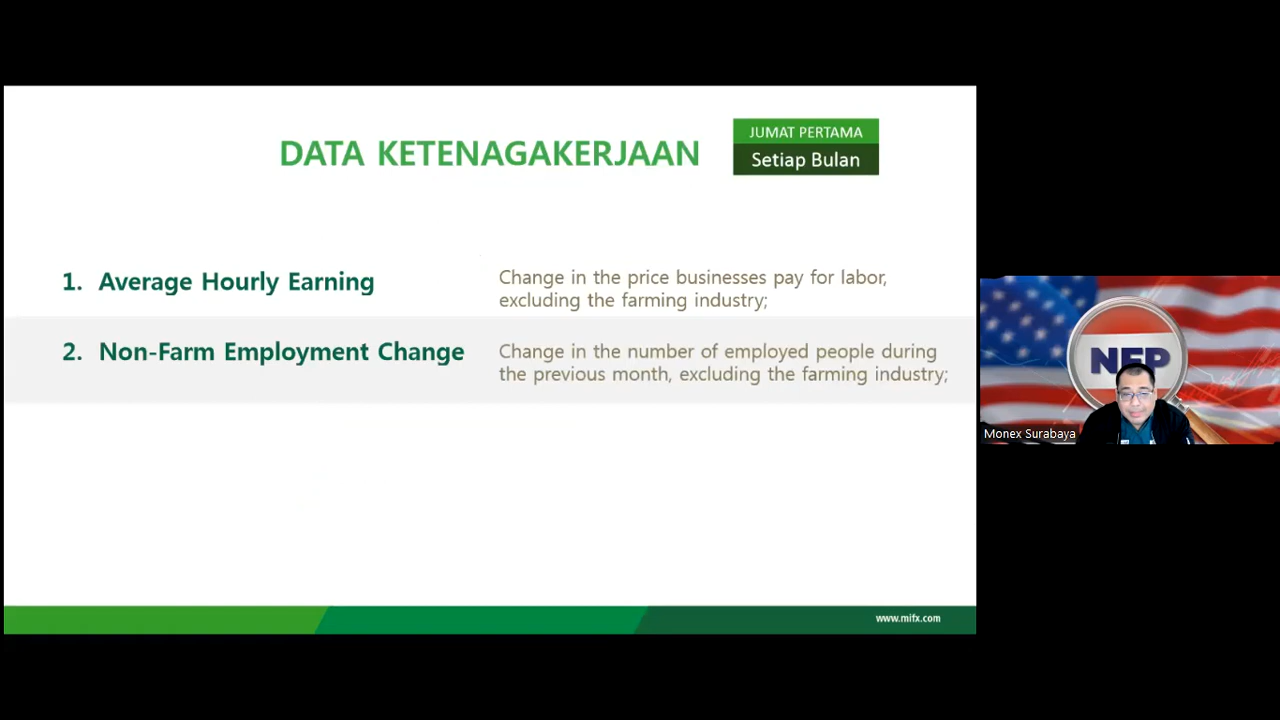 DATA KETENAGAKERJAAN
JUMAT PERTAMA
Setiap Bulan
1. Average Hourly Earning
Change in the price businesses pay for labor,
excluding the farming industry;
2. Non-Farm Employment Change
Change in the number of employed people during
the previous month, excluding the farming industry;
www.mifx.com
NFP
Monex Surabaya